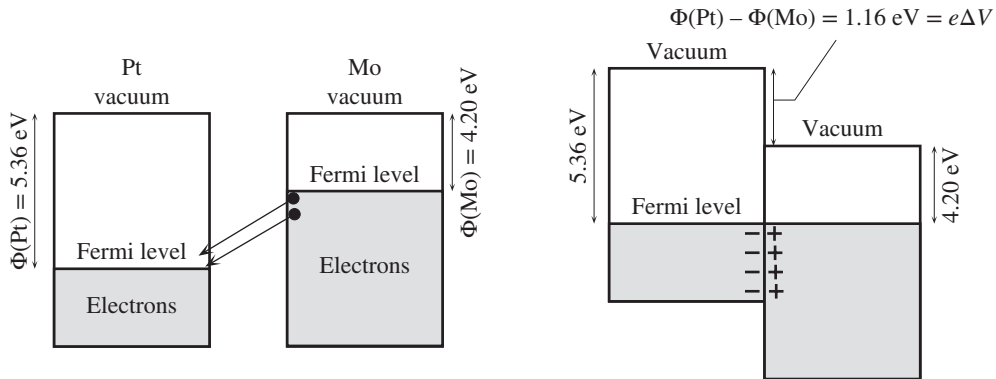 Pt
vacuum
Φ(Pt) = 5.36 eV
Fermi level
Electrons
Mo
vacuum
Fermi level
Electrons
Φ(Mo) = 4.20 eV
Φ(Pt) – Φ(Mo) = 1.16 eV = eΔV
Vacuum
5.36 eV
Fermi level
Vacuum
4.20 eV
– +
– +
– +
– +